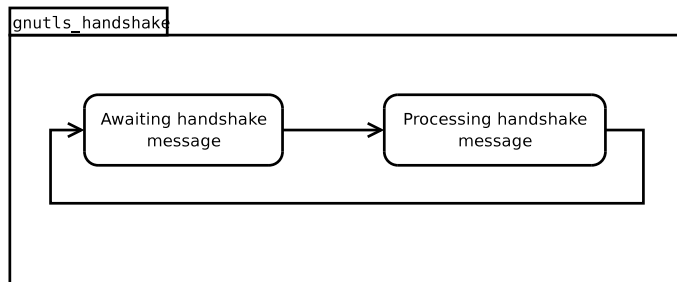 gnutls_handshake
Awaiting handshake
message
Processing handshake
message